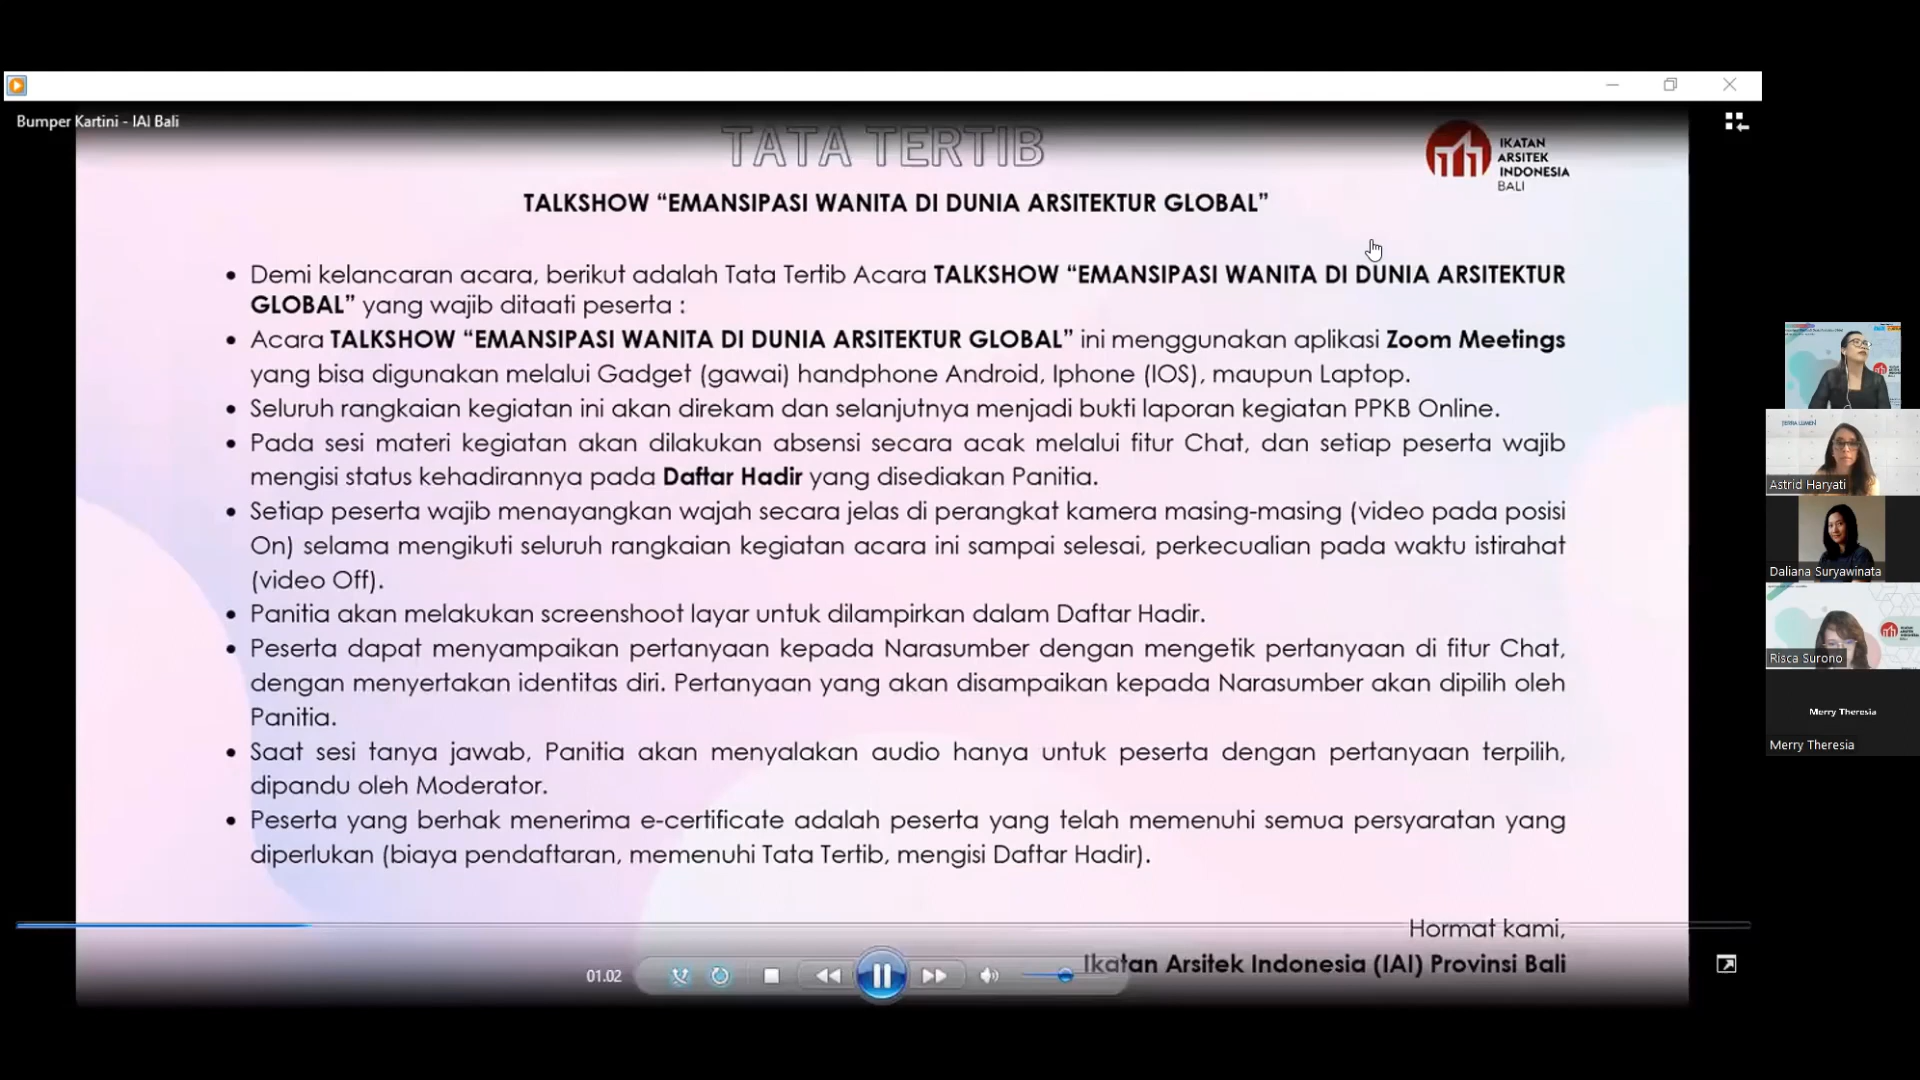 Bumper Kartini - IAI Bali
TATA TERTIB
IKATAN
ARSITEK
INDONESIA
BALI
TALKSHOW “EMANSIPASI WANITA DI DUNIA ARSITEKTUR GLOBAL”
• Demi kelancaran acara, berikut adalah Tata Tertib Acara TALKSHOW “EMANSIPASI WANITA DI DUNIA ARSITEKTUR
GLOBAL” yang wajib ditaati peserta :
• Acara TALKSHOW “EMANSIPASI WANITA DI DUNIA ARSITEKTUR GLOBAL” ini menggunakan aplikasi Zoom Meetings
yang bisa digunakan melalui Gadget (gawai) handphone Android, Iphone (IOS), maupun Laptop.
• Seluruh rangkaian kegiatan ini akan direkam dan selanjutnya menjadi bukti laporan kegiatan PPKB Online.
• Pada sesi materi kegiatan akan dilakukan absensi secara acak melalui fitur Chat, dan setiap peserta wajib
mengisi status kehadirannya pada Daftar Hadir yang disediakan Panitia.
• Setiap peserta wajib menayangkan wajah secara jelas di perangkat kamera masing-masing (video pada posisi
On) selama mengikuti seluruh rangkaian kegiatan acara ini sampai selesai, perkecualian pada waktu istirahat
(video Off).
• Panitia akan melakukan screenshoot layar untuk dilampirkan dalam Daftar Hadir.
• Peserta dapat menyampaikan pertanyaan kepada Narasumber dengan mengetik pertanyaan di fitur Chat,
dengan menyertakan identitas diri. Pertanyaan yang akan disampaikan kepada Narasumber akan dipilih oleh
Panitia.
• Saat sesi tanya jawab, Panitia akan menyalakan audio hanya untuk peserta dengan pertanyaan terpilih,
dipandu oleh Moderator.
• Peserta yang berhak menerima e-certificate adalah peserta yang telah memenuhi semua persyaratan yang
diperlukan (biaya pendaftaran, memenuhi Tata Tertib, mengisi Daftar Hadir).
Hormat kami,
Ikatan Arsitek Indonesia (IAI) Provinsi Bali
01.02
Astrid Haryati
Daliana Suryawinata
Risca Surono
Merry Theresia
Merry Theresia